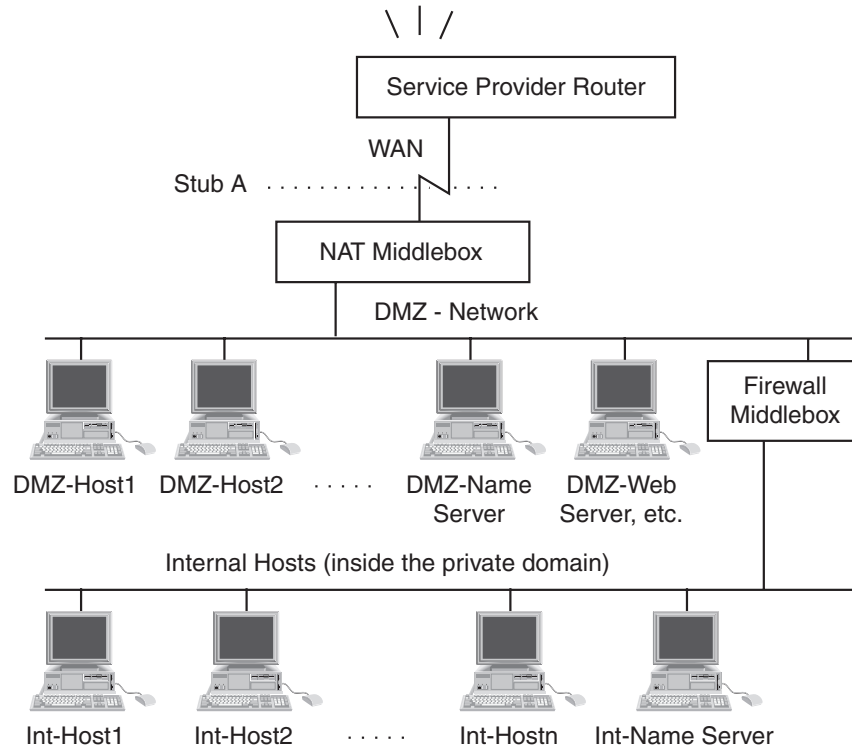 Service Provider Router
WAN
Stub A . . . . . . . . . . . . . . . . . .
NAT Middlebox
DMZ - Network
Firewall
Middlebox
DMZ-Host1 DMZ-Host2 . . . . . DMZ-Name DMZ-Web
Server Server, etc.
Internal Hosts (inside the private domain)
Int-Host1 Int-Host2 . . . . . Int-Hostn Int-Name Server